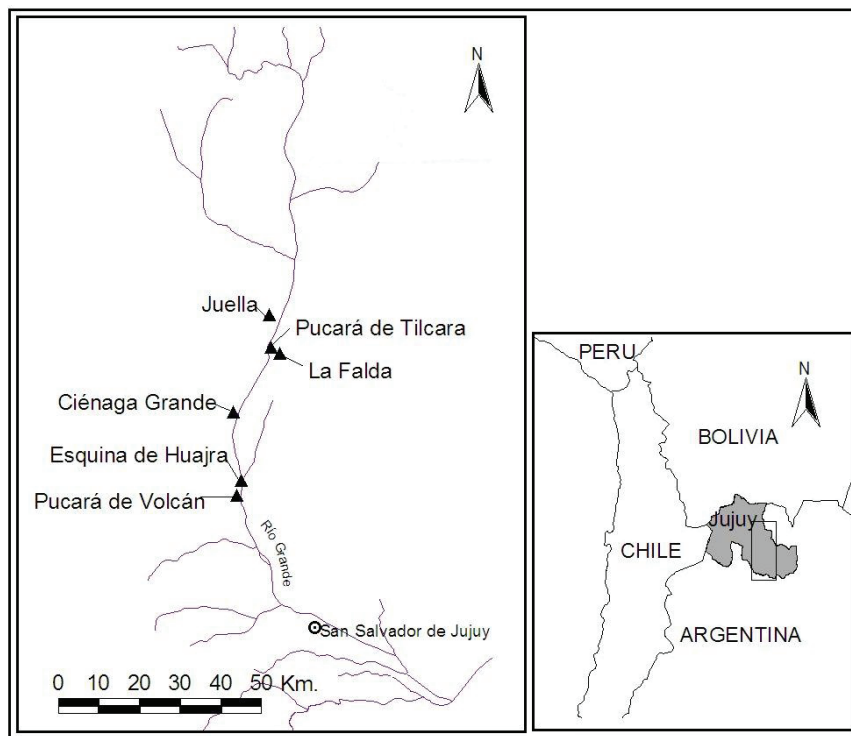 N
Juella
Pucará de Tilcara
La Falda
Ciénaga Grande
Esquina de Huajra
Pucará de Volcán
Río Grande
San Salvador de Jujuy
0 10 20 30 40 50 Km.
PERU
N
BOLIVIA
Jujuy
CHILE
ARGENTINA